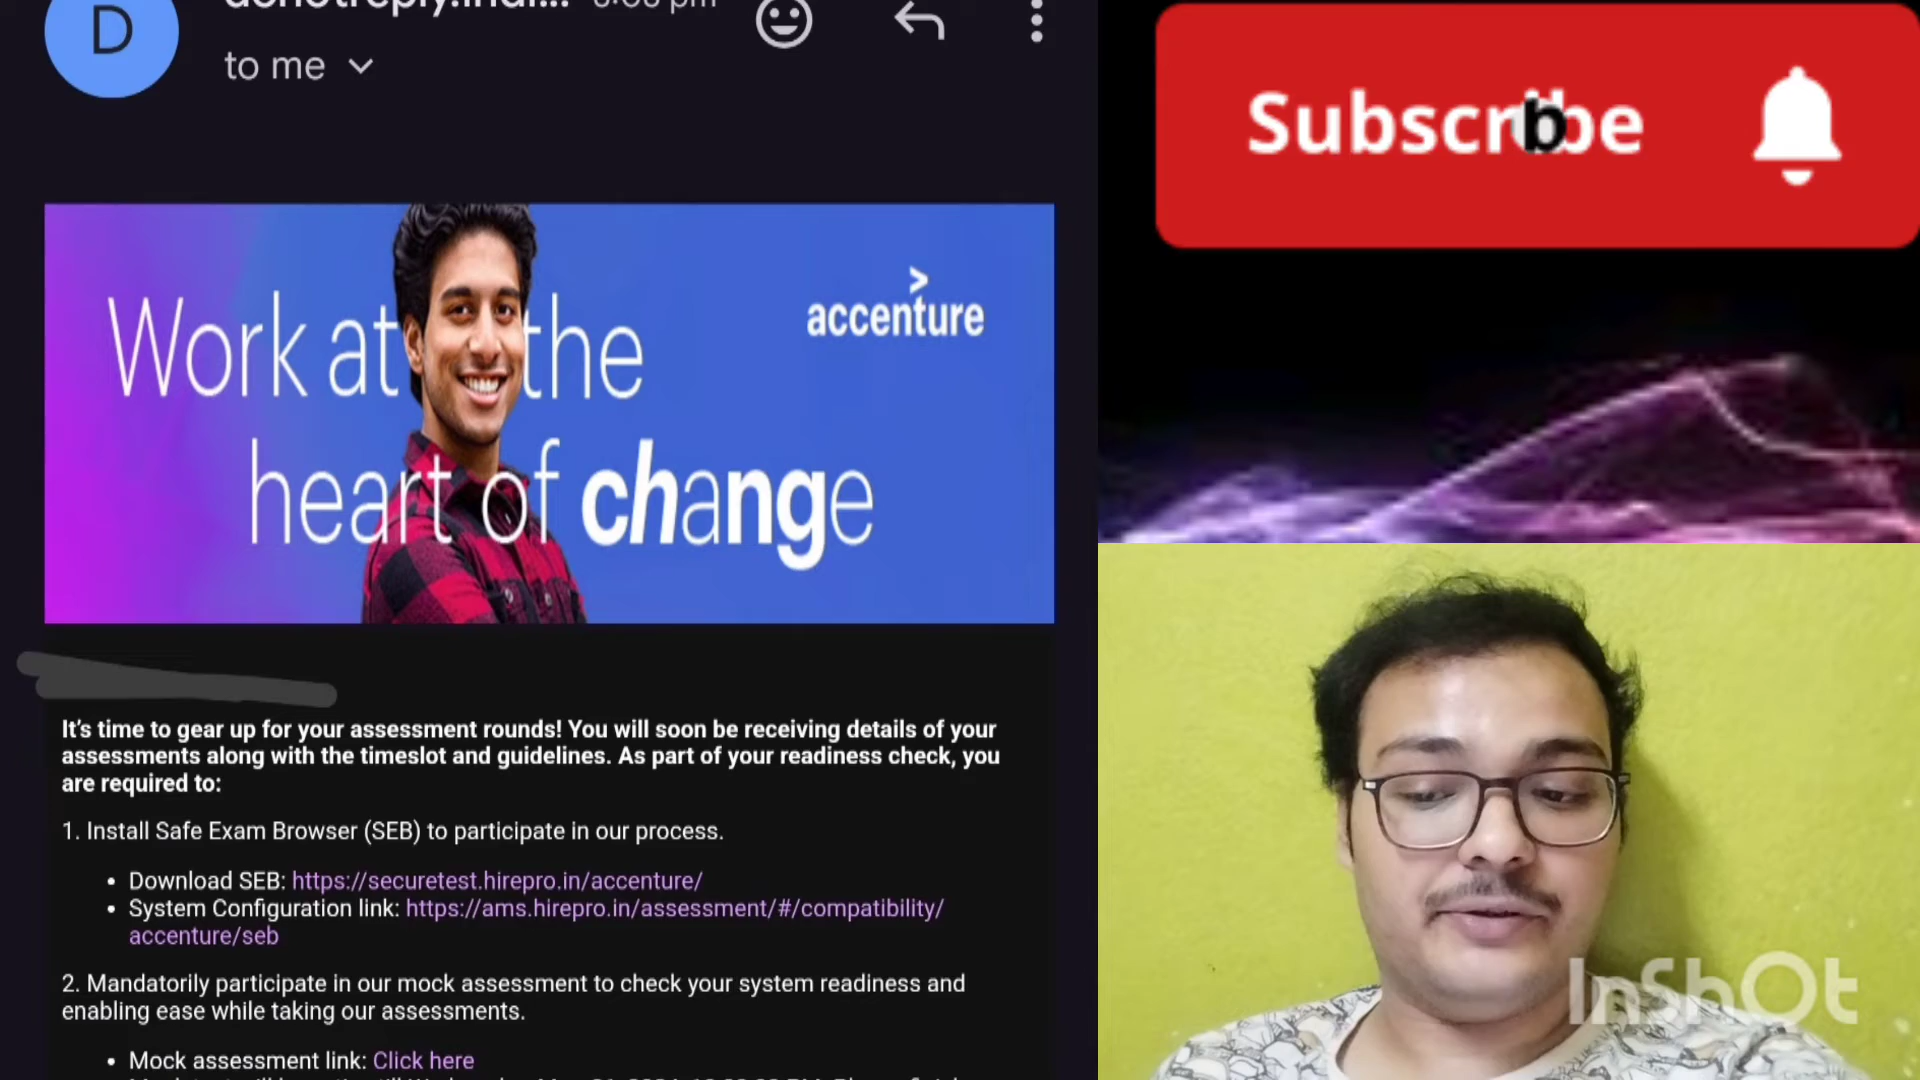 D
to me
Work at the
heart of change
>
accenture
It's time to gear up for your assessment rounds! You will soon be receiving details of your
assessments along with the timeslot and guidelines. As part of your readiness check, you
are required to:
1. Install Safe Exam Browser (SEB) to participate in our process.
• Download SEB: https://securetest.hirepro.in/accenture/
• System Configuration link: https://ams.hirepro.in/assessment/#/compatibility/
accenture/seb
2. Mandatorily participate in our mock assessment to check your system readiness and
enabling ease while taking our assessments.
• Mock assessment link: Click here
Subscribe
InShOt